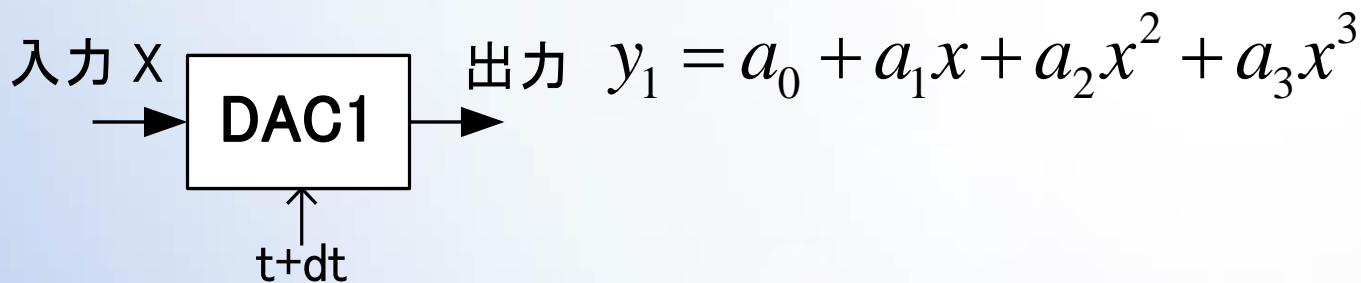 入力 X
DAC1
出力 y₁ = a₀ + a₁x + a₂x² + a₃x³
t+dt